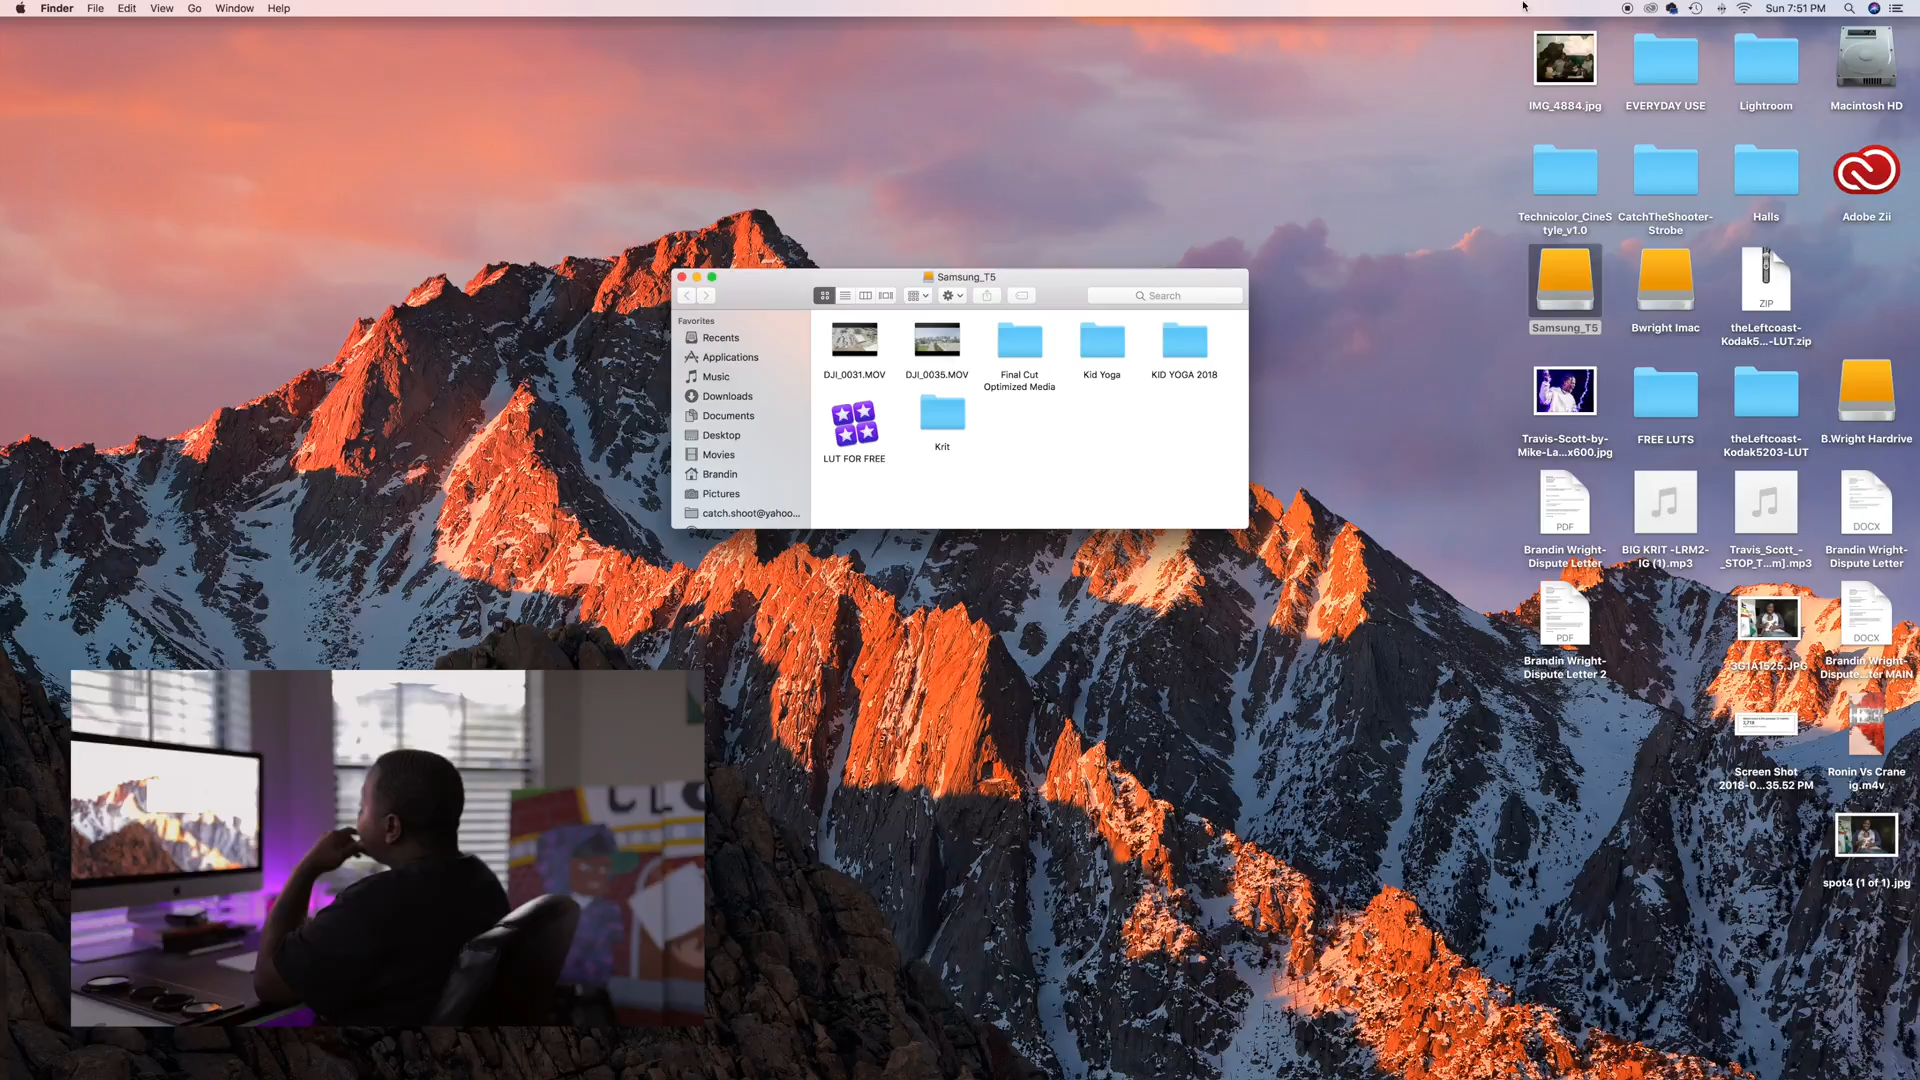 Finder File Edit View Go Window Help
Sun 7:51 PM
IMG_4884.jpg
EVERYDAY USE
Lightroom
Macintosh HD
Technicolor_CineS
tyle_v1.0
CatchTheShooter-
Strobe
Halls
Adobe Zii
Samsung_T5
Bwright Imac
ZIP
theLeftcoast-
Kodak5...-LUT.zip
Travis-Scott-by-
Mike-La...x600.jpg
FREE LUTS
theLeftcoast-
Kodak5203-LUT
B.Wright Hardrive
PDF
Brandin Wright-
Dispute Letter
BIG KRIT -LRM2-
IG (1).mp3
Travis_Scott_-
_STOP_T...m].mp3
DOCX
Brandin Wright-
Dispute Letter
PDF
Brandin Wright-
Dispute Letter 2
3G1A1525.JPG
DOCX
Brandin Wright-
Dispute...ter MAIN
Screen Shot
2018-0...35.52 PM
Ronin Vs Crane
ig.m4v
spot4 (1 of 1).jpg
Samsung_T5
Search
Favorites
Recents
Applications
Music
Downloads
Documents
Desktop
Movies
Brandin
Pictures
catch.shoot@yahoo...
DJI_0031.MOV
DJI_0035.MOV
Final Cut
Optimized Media
Kid Yoga
KID YOGA 2018
LUT FOR FREE
Krit